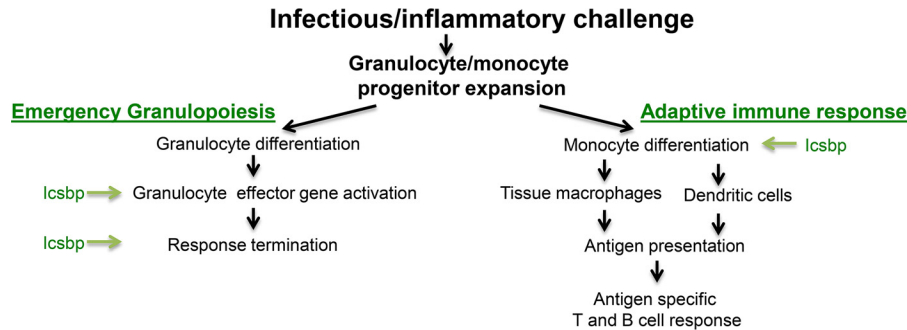 Infectious/inflammatory challenge
Granulocyte/monocyte
progenitor expansion
Emergency Granulopoiesis
Adaptive immune response
Granulocyte differentiation
Monocyte differentiation
Icsbp
Icsbp
Granulocyte effector gene activation
Tissue macrophages
Dendritic cells
Icsbp
Response termination
Antigen presentation
Antigen specific
T and B cell response